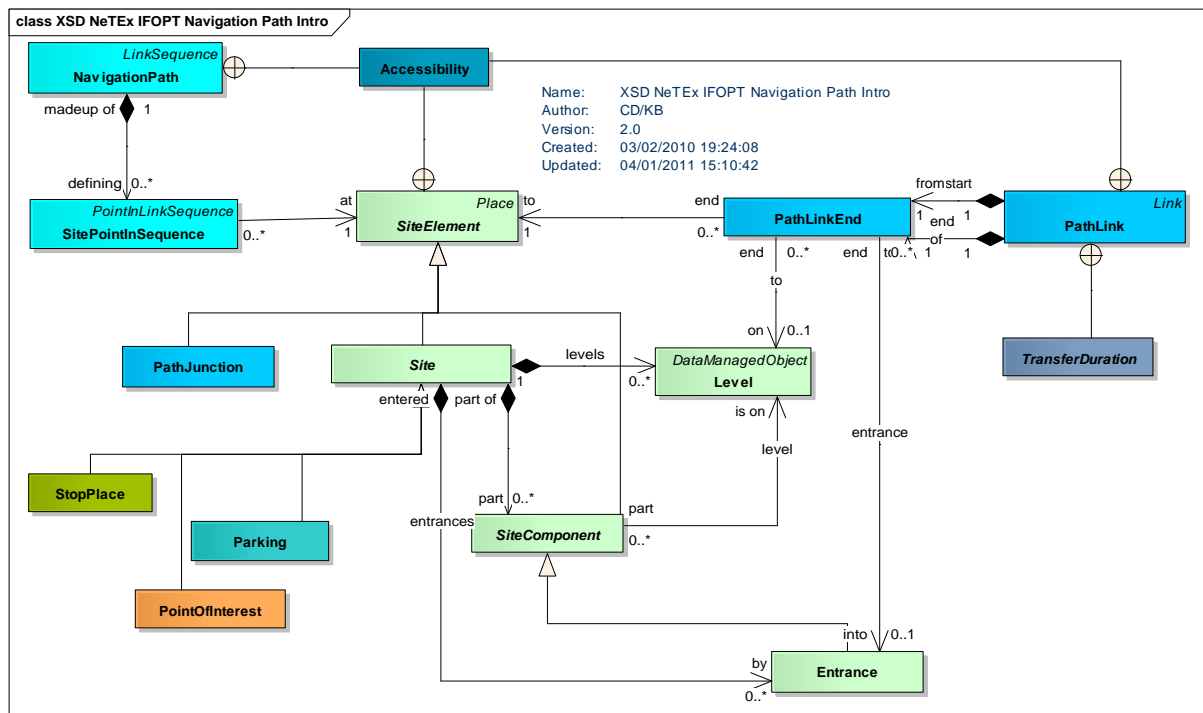 class XSD NeTEx IFOPT Navigation Path Intro
LinkSequence
NavigationPath
Accessibility
madeup of
1
Name: XSD NeTEx IFOPT Navigation Path Intro
Author: CD/KB
Version: 2.0
Created: 03/02/2010 19:24:08
Updated: 04/01/2011 15:10:42
defining
0..*
PointInLinkSequence
SitePointInSequence
0..*
at
1
Place
SiteElement
to
1
end
0..*
PathLinkEnd
fromstart
1
1
end
of
1
1
Link
PathLink
end
0..*
end
to
0..*
to
on
0..1
PathJunction
Site
1
levels
0..*
DataManagedObject
Level
TransferDuration
entered
part of
is on
level
entrance
StopPlace
Parking
PointOfInterest
entrances
part
0..*
SiteComponent
part
0..*
into
0..1
by
0..*
Entrance